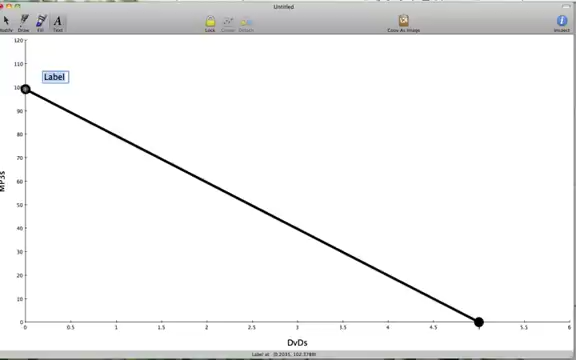 Untitled
Modify Draw Fill Text Lock Detach Copy As Image Inspect
120
110
100
90
80
70
60
50
40
30
20
10
0
MP3s
Label
0 0.5 1 1.5 2 2.5 3 3.5 4 4.5 5.5 6
DvDs